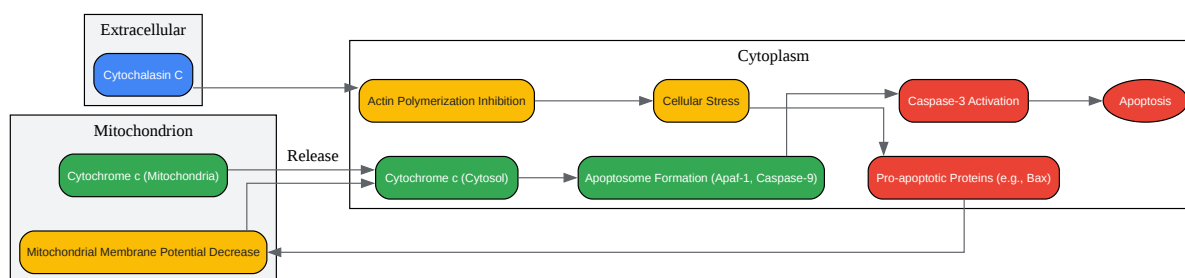 Extracellular
Cytochalasin C
Cytoplasm
Actin Polymerization Inhibition
Cellular Stress
Caspase-3 Activation
Apoptosis
Mitochondrion
Release
Cytochrome c (Mitochondria)
Cytochrome c (Cytosol)
Apoptosome Formation (Apaf-1, Caspase-9)
Pro-apoptotic Proteins (e.g., Bax)
Mitochondrial Membrane Potential Decrease